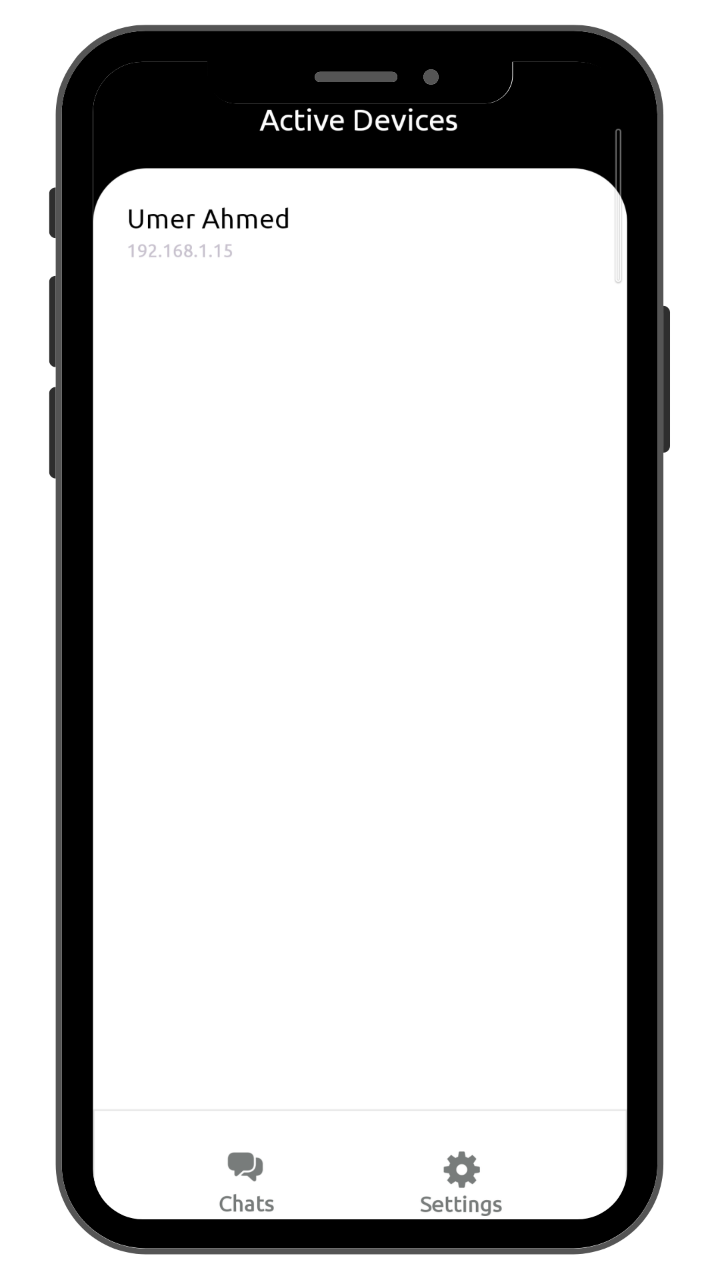 Active Devices
Umer Ahmed
192.168.1.15
Chats
Settings